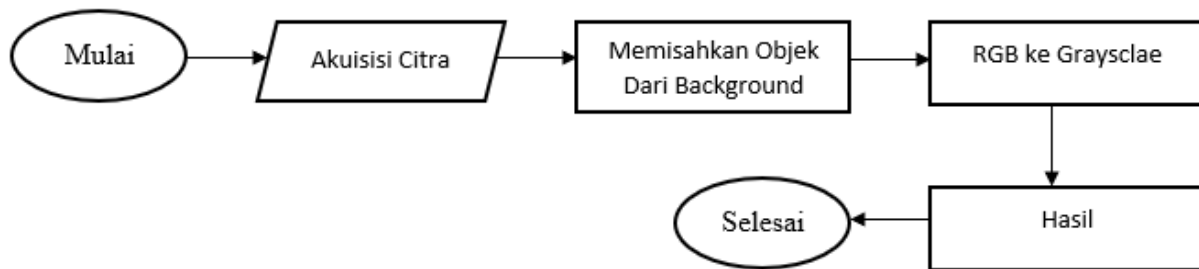 Mulai
Akuisisi Citra
Memisahkan Objek
Dari Background
RGB ke Graysclae
Hasil
Selesai